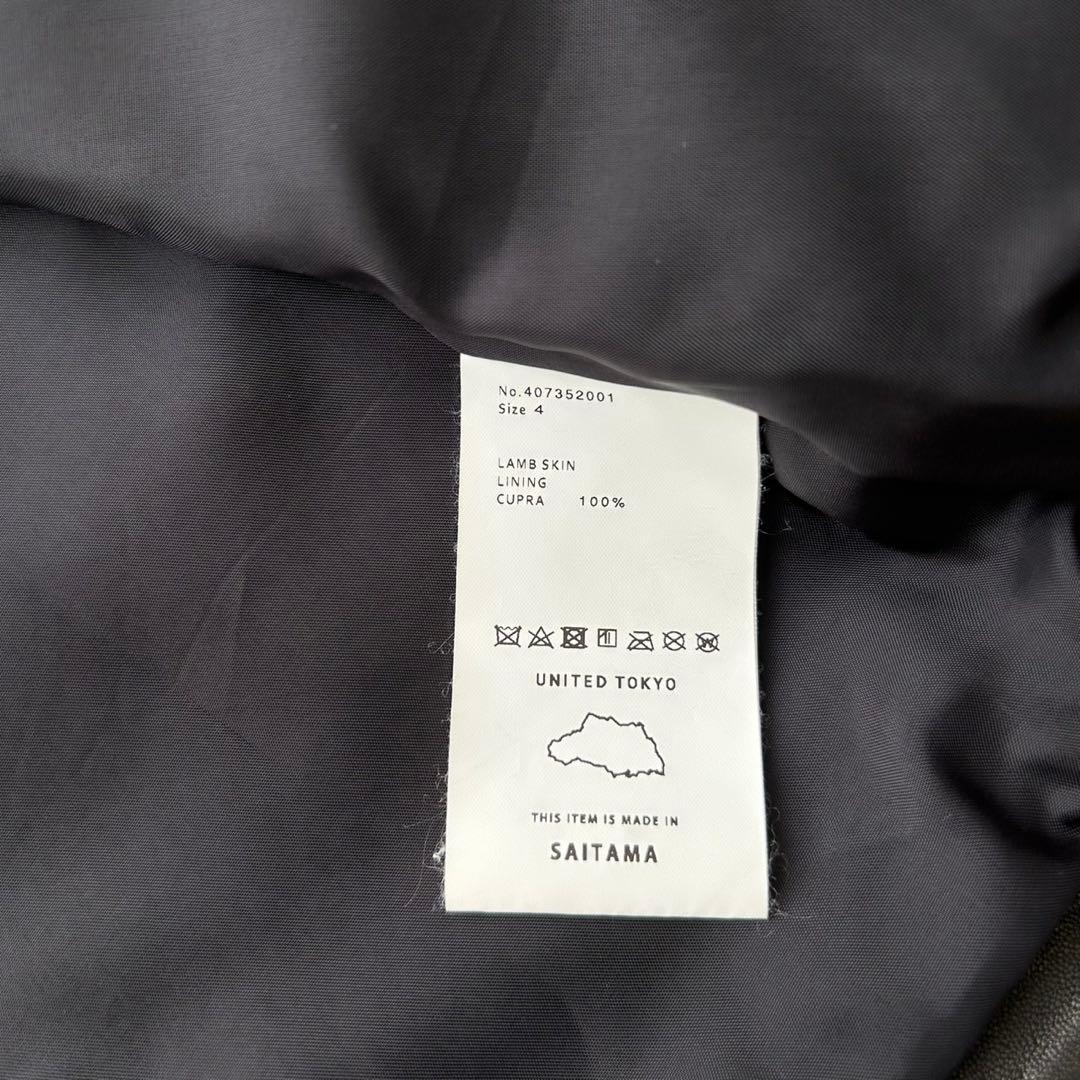 No.407352001
Size 4
LAMB SKIN
LINING
CUPRA 100%
UNITED TOKYO
THIS ITEM IS MADE IN
SAITAMA